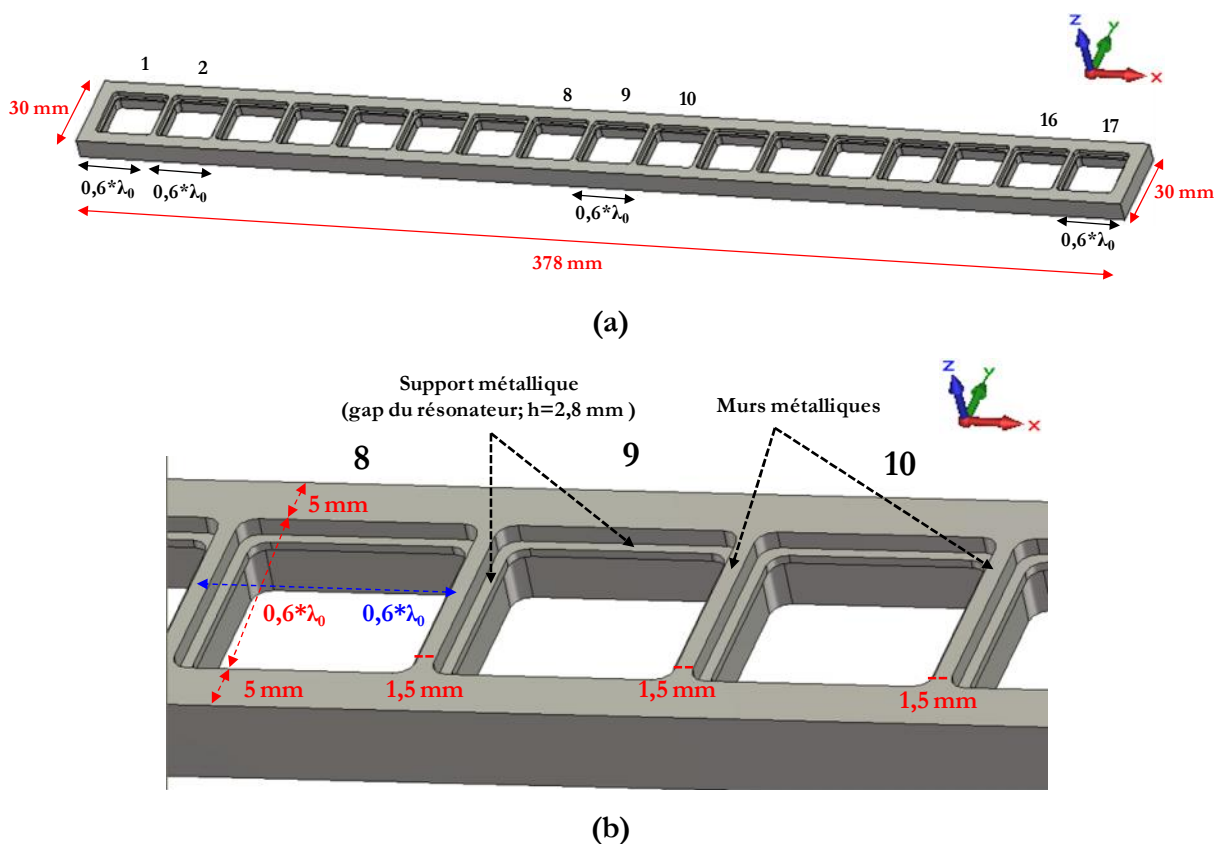 Z
Y
X
1
2
8
9
10
16
17
30 mm
30 mm
0,6*λ₀
0,6*λ₀
0,6*λ₀
0,6*λ₀
378 mm
(a)
Support métallique
(gap du résonateur; h=2,8 mm )
Murs métalliques
Z
Y
X
8
9
10
5 mm
0,6*λ₀
0,6*λ₀
5 mm
1,5 mm
1,5 mm
1,5 mm
(b)